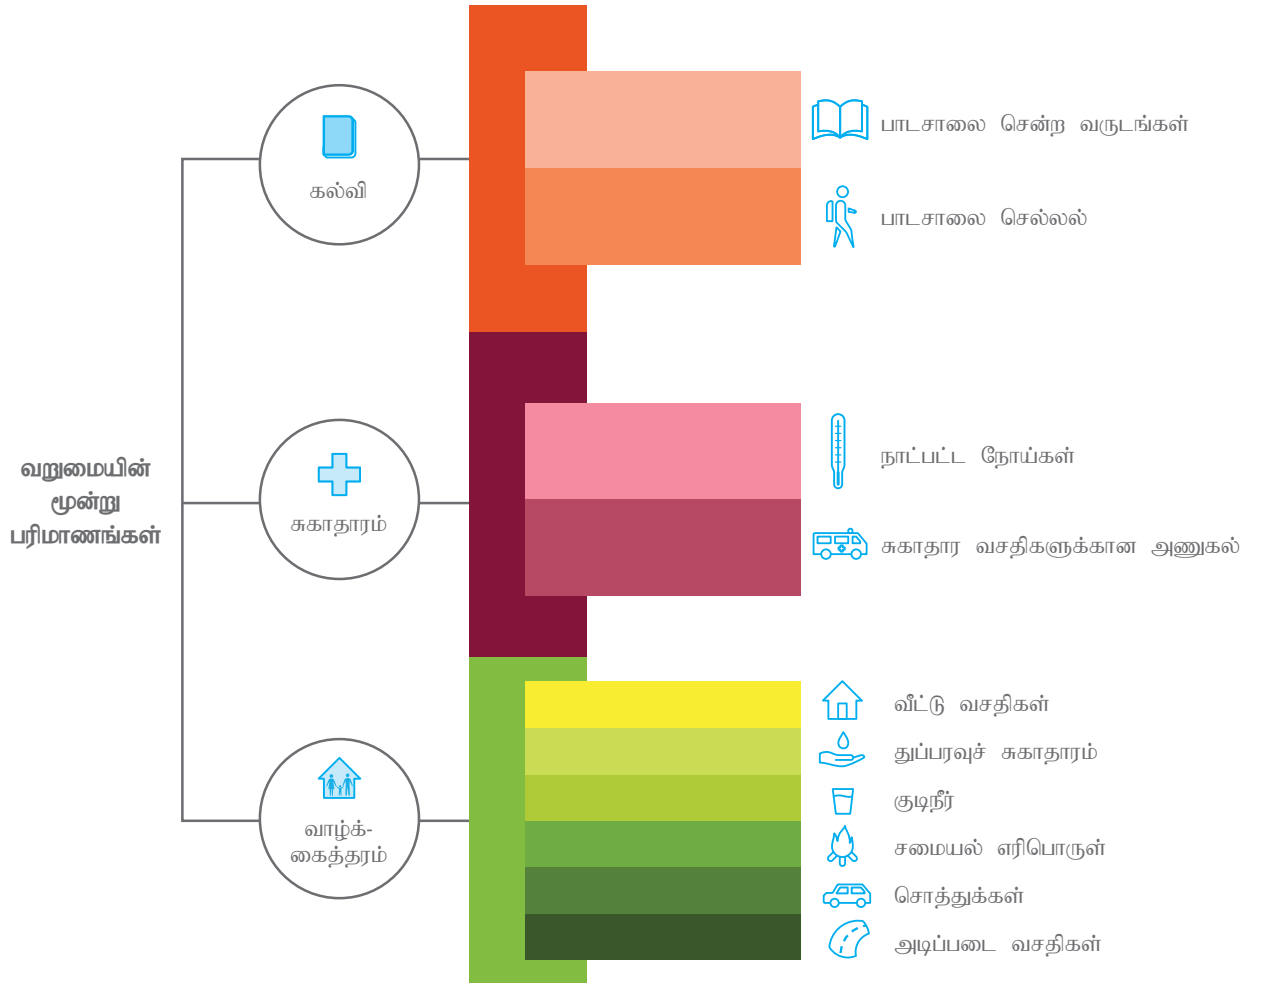 வறுமையின்
மூன்று
பரிமாணங்கள்
கல்வி
பாடசாலை சென்ற வருடங்கள்
பாடசாலை செல்லல்
சுகாதாரம்
நாட்பட்ட நோய்கள்
சுகாதார வசதிகளுக்கான அணுகல்
வாழ்க்-
கைத்தரம்
வீட்டு வசதிகள்
துப்பரவுச் சுகாதாரம்
குடிநீர்
சமையல் எரிபொருள்
சொத்துக்கள்
அடிப்படை வசதிகள்